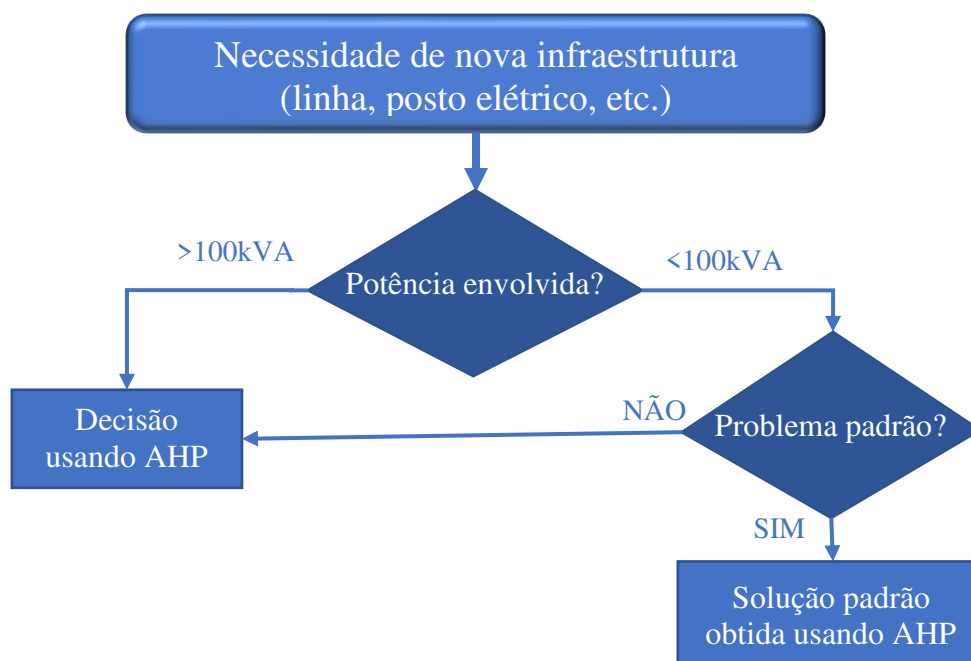 Necessidade de nova infraestrutura
(linha, posto elétrico, etc.)
>100kVA
Potência envolvida?
<100kVA
Decisão
usando AHP
NÃO
Problema padrão?
SIM
Solução padrão
obtida usando AHP